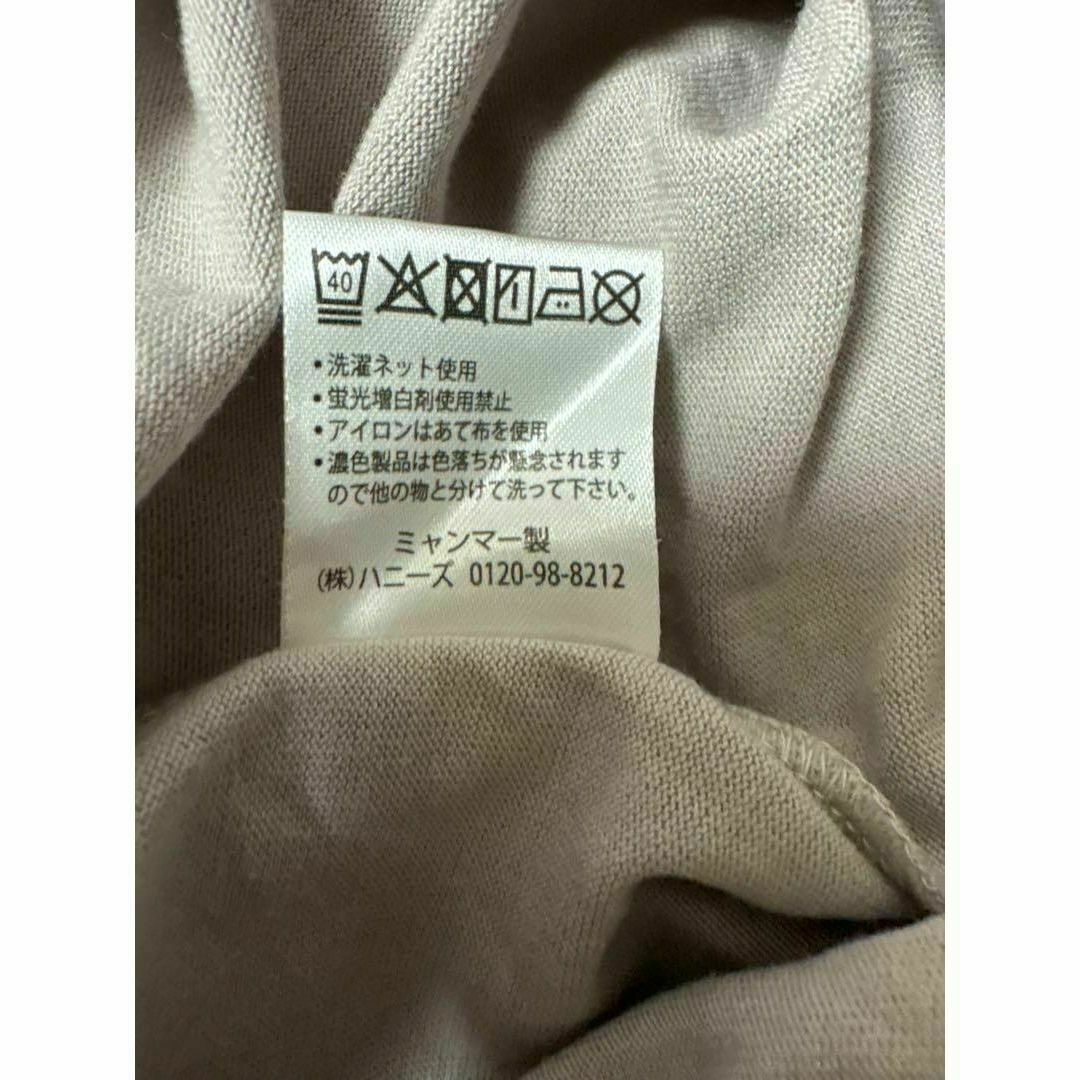 40
・洗濯ネット使用
・蛍光増白剤使用禁止
・アイロンはあて布を使用
・濃色製品は色落ちが懸念されます
ので他の物と分けて洗って下さい。
ミャンマー製
(株)ハニーズ 0120-98-8212